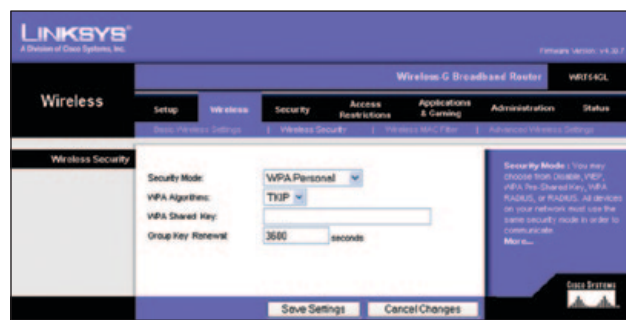 LINKSYS®
A Division of Cisco Systems, Inc.
Firmware Version: v4.30.7
Wireless-G Broadband Router
WRT54GL
Wireless
Setup
Wireless
Security
Access Restrictions
Applications & Gaming
Administration
Status
Basic Wireless Settings | Wireless Security | Wireless MAC Filter | Advanced Wireless Settings
Wireless Security
Security Mode: WPA Personal
WPA Algorithms: TKIP
WPA Shared Key:
Group Key Renewal: 3600 seconds
Security Mode : You may
choose from Disable, WEP,
WPA Pre-Shared Key, WPA
RADIUS, or RADIUS. All devices
on your network must use the
same security mode in order to
communicate.
More...
CISCO SYSTEMS
Save Settings
Cancel Changes